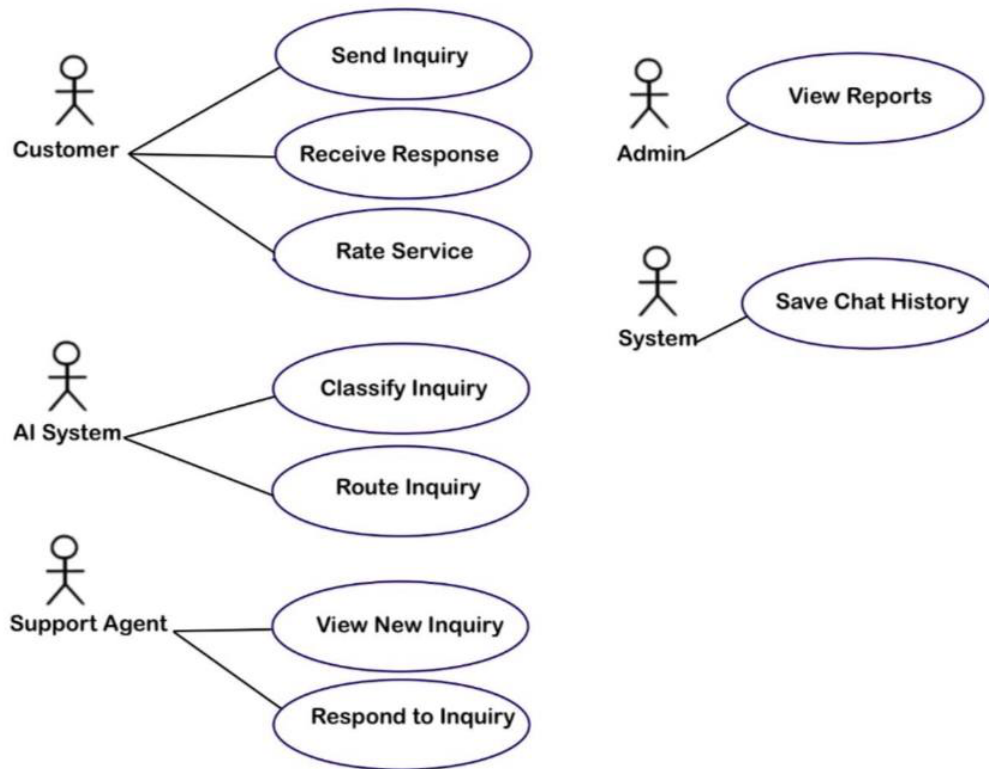 Send Inquiry
Customer
Receive Response
Rate Service
AI System
Classify Inquiry
Route Inquiry
Support Agent
View New Inquiry
Respond to Inquiry
View Reports
Admin
System
Save Chat History